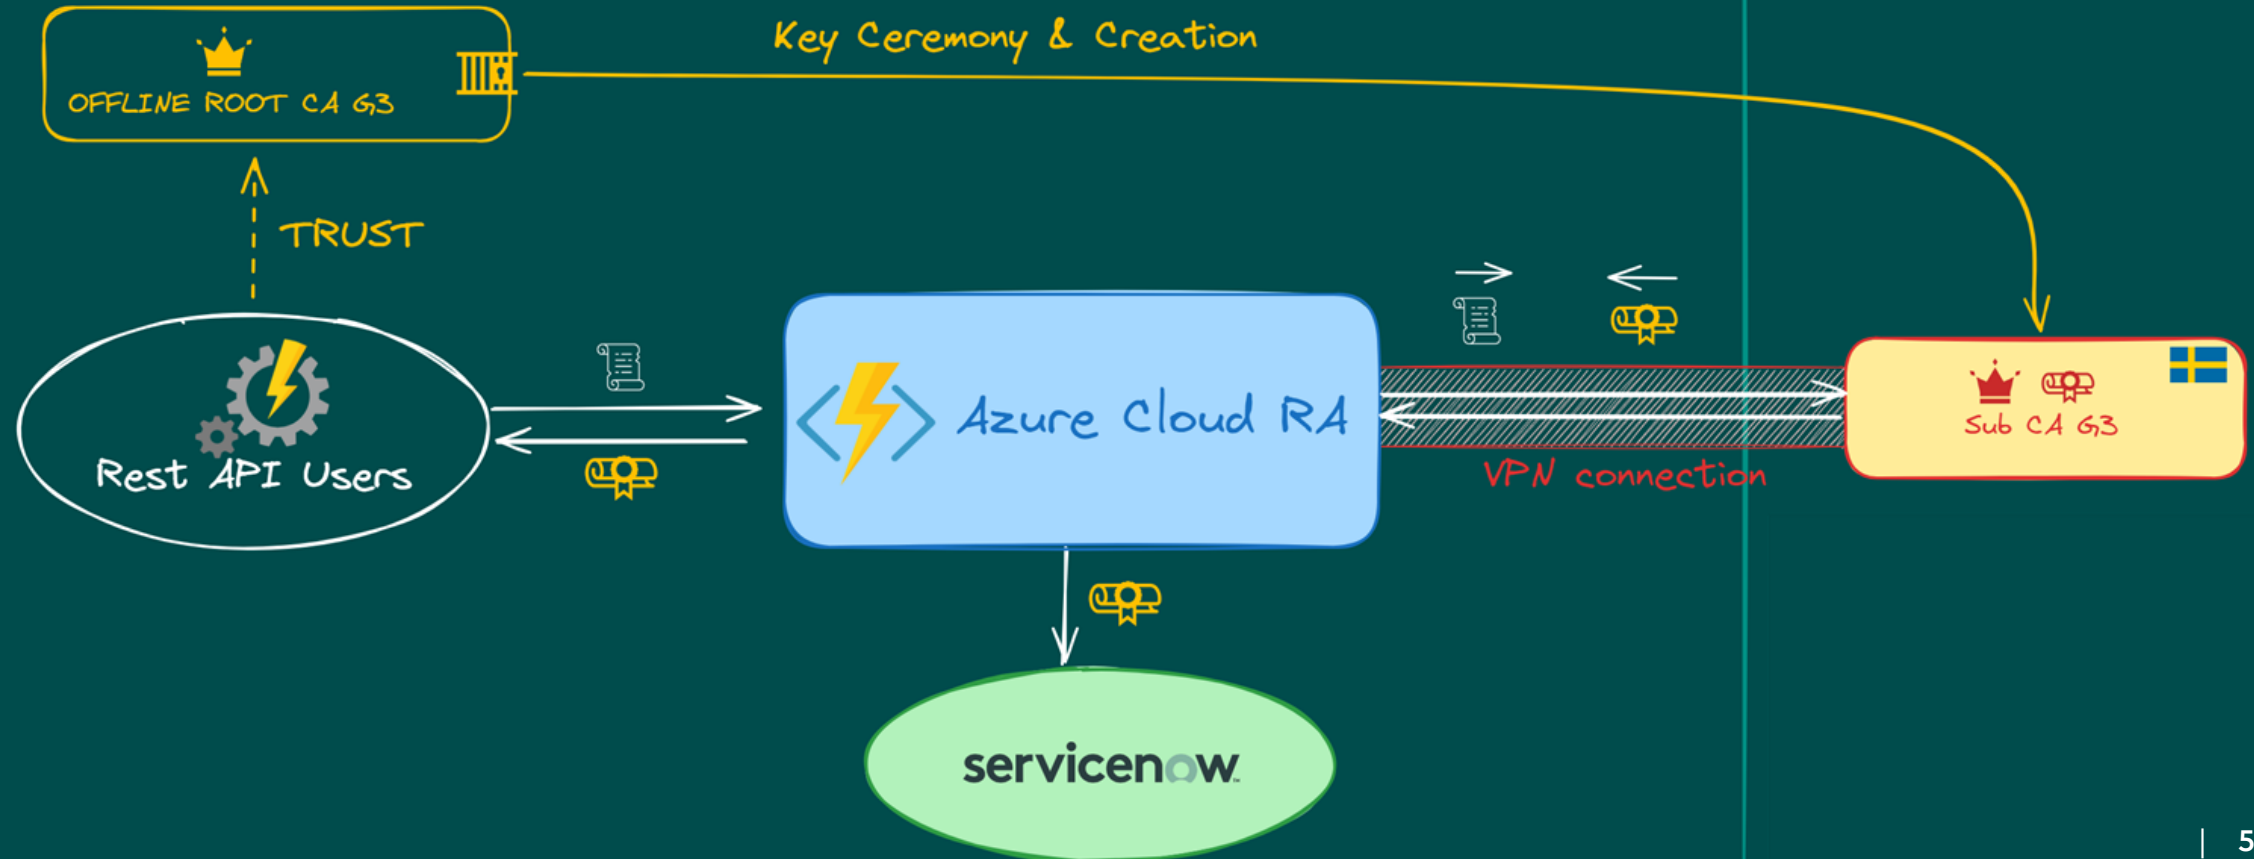 Key Ceremony & Creation
OFFLINE ROOT CA G3
TRUST
Azure Cloud RA
Sub CA G3
Rest API Users
VPN connection
servicenow™
5